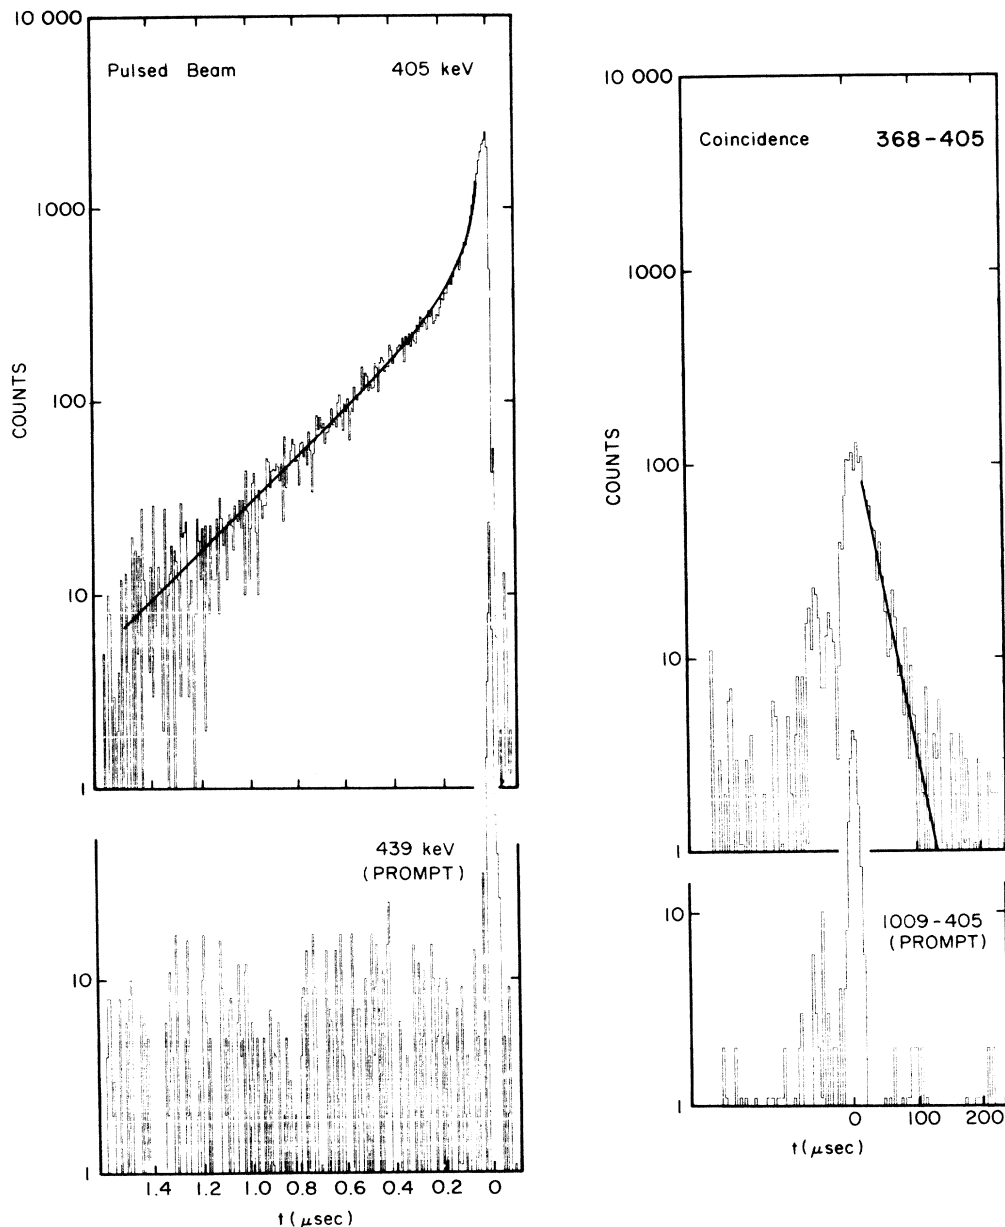 10 000
Pulsed Beam 405 keV
1000
COUNTS
100
10
1
439 keV
(PROMPT)
10
1
1.4 1.2 1.0 0.8 0.6 0.4 0.2 0
t (μsec)
10 000
Coincidence 368-405
1000
COUNTS
100
10
1
10
1009-405
(PROMPT)
1
0 100 200
t (μsec)